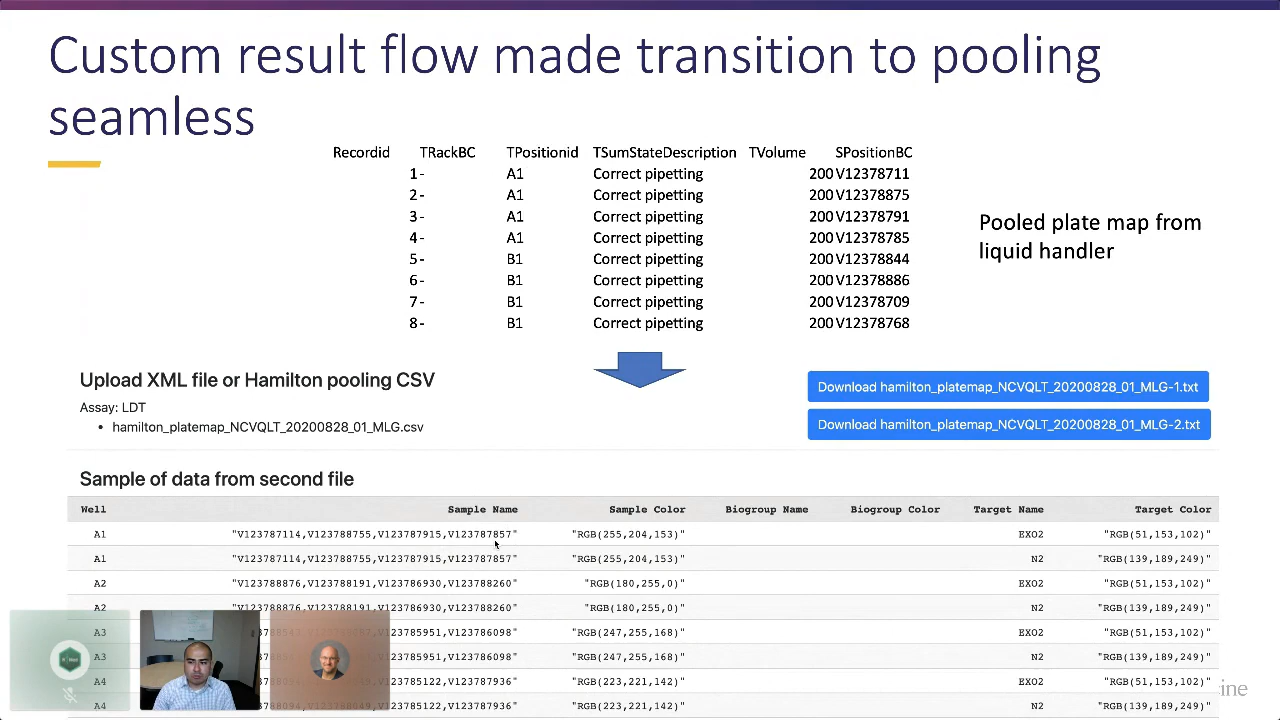 Custom result flow made transition to pooling
seamless
Recordid TRackBC TPositionid TSumStateDescription TVolume SPositionBC
1 - A1 Correct pipetting 200 V12378711
2 - A1 Correct pipetting 200 V12378875
3 - A1 Correct pipetting 200 V12378791
4 - A1 Correct pipetting 200 V12378785
5 - B1 Correct pipetting 200 V12378844
6 - B1 Correct pipetting 200 V12378886
7 - B1 Correct pipetting 200 V12378709
8 - B1 Correct pipetting 200 V12378768
Pooled plate map from
liquid handler
Upload XML file or Hamilton pooling CSV
Assay: LDT
• hamilton_platemap_NCVQLT_20200828_01_MLG.csv
Download hamilton_platemap_NCVQLT_20200828_01_MLG-1.txt
Download hamilton_platemap_NCVQLT_20200828_01_MLG-2.txt
Sample of data from second file
Well Sample Name Sample Color Biogroup Name Biogroup Color Target Name Target Color
A1 "V123787114,V123788755,V123787915,V123787857" "RGB(255,204,153)" EXO2 "RGB(51,153,102)"
A1 "V123787114,V123788755,V123787915,V123787857" "RGB(255,204,153)" N2 "RGB(139,189,249)"
A2 "V123788876,V123788191,V123786930,V123788260" "RGB(180,255,0)" EXO2 "RGB(51,153,102)"
A2 "V123788876,V123788191,V123786930,V123788260" "RGB(180,255,0)" N2 "RGB(139,189,249)"
A3 V123785951,V123786098" "RGB(247,255,168)" EXO2 "RGB(51,153,102)"
A3 V123785951,V123786098" "RGB(247,255,168)" N2 "RGB(139,189,249)"
A4 V123785122,V123787936" "RGB(223,221,142)" EXO2 "RGB(51,153,102)"
A4 V123785122,V123787936" "RGB(223,221,142)" N2 "RGB(139,189,249)"